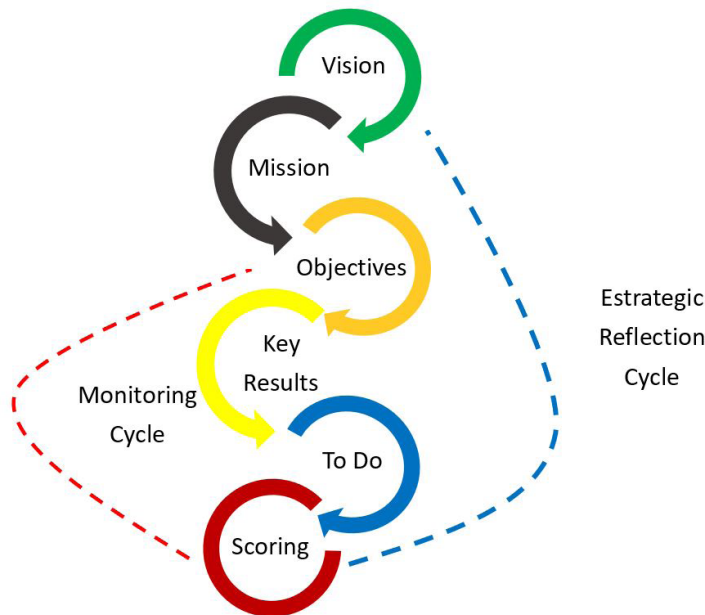 Vision
Mission
Objectives
Key
Results
To Do
Scoring
Monitoring
Cycle
Estrategic
Reflection
Cycle